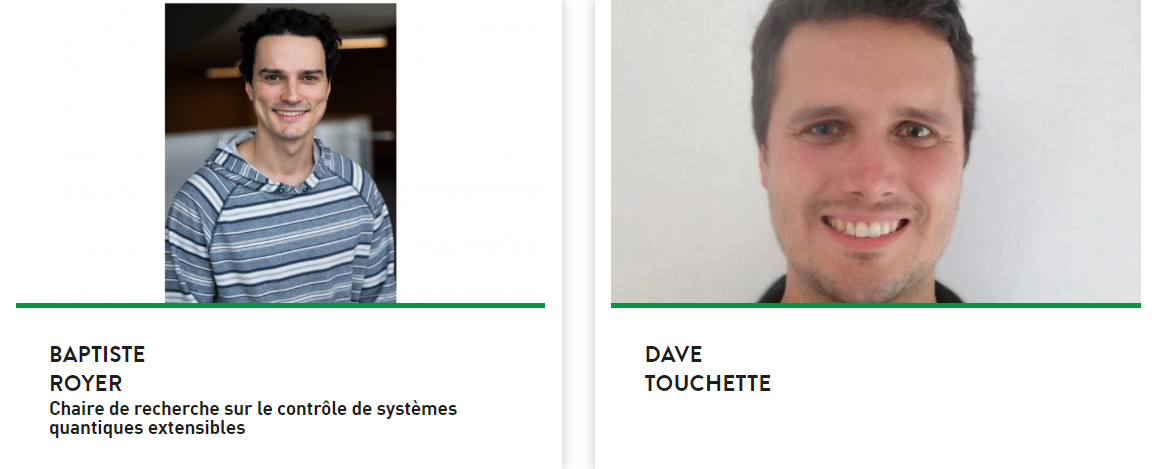 BAPTISTE
ROYER
Chaire de recherche sur le contrôle de systèmes
quantiques extensibles
DAVE
TOUCHETTE